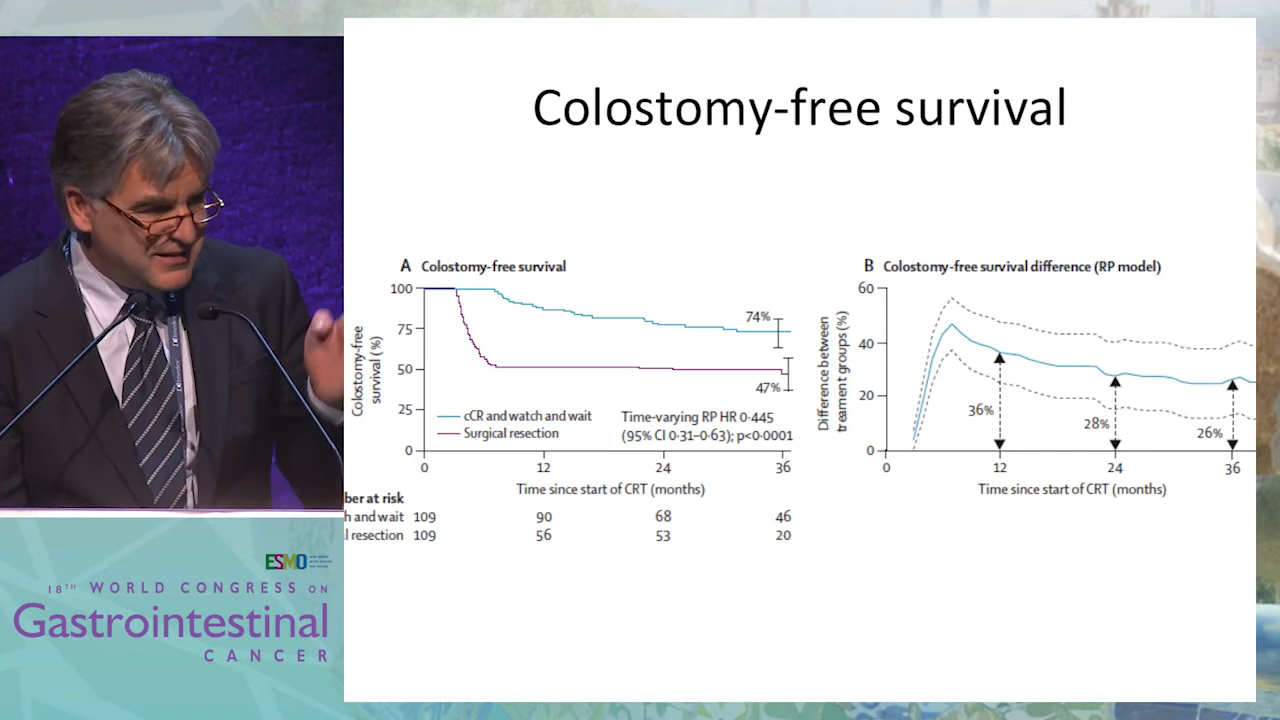 Colostomy-free survival
A Colostomy-free survival
Colostomy-free
survival (%)
100
75
50
25
0
74%
47%
cCR and watch and wait
Surgical resection
Time-varying RP HR 0·445
(95% CI 0·31–0·63); p<0·0001
0 12 24 36
Time since start of CRT (months)
ber at risk
h and wait 109 90 68 46
l resection 109 56 53 20
B Colostomy-free survival difference (RP model)
Difference between
treament groups (%)
60
40
20
0
36%
28%
26%
0 12 24 36
Time since start of CRT (months)
ESMO
18TH WORLD CONGRESS ON
Gastrointestinal
CANCER